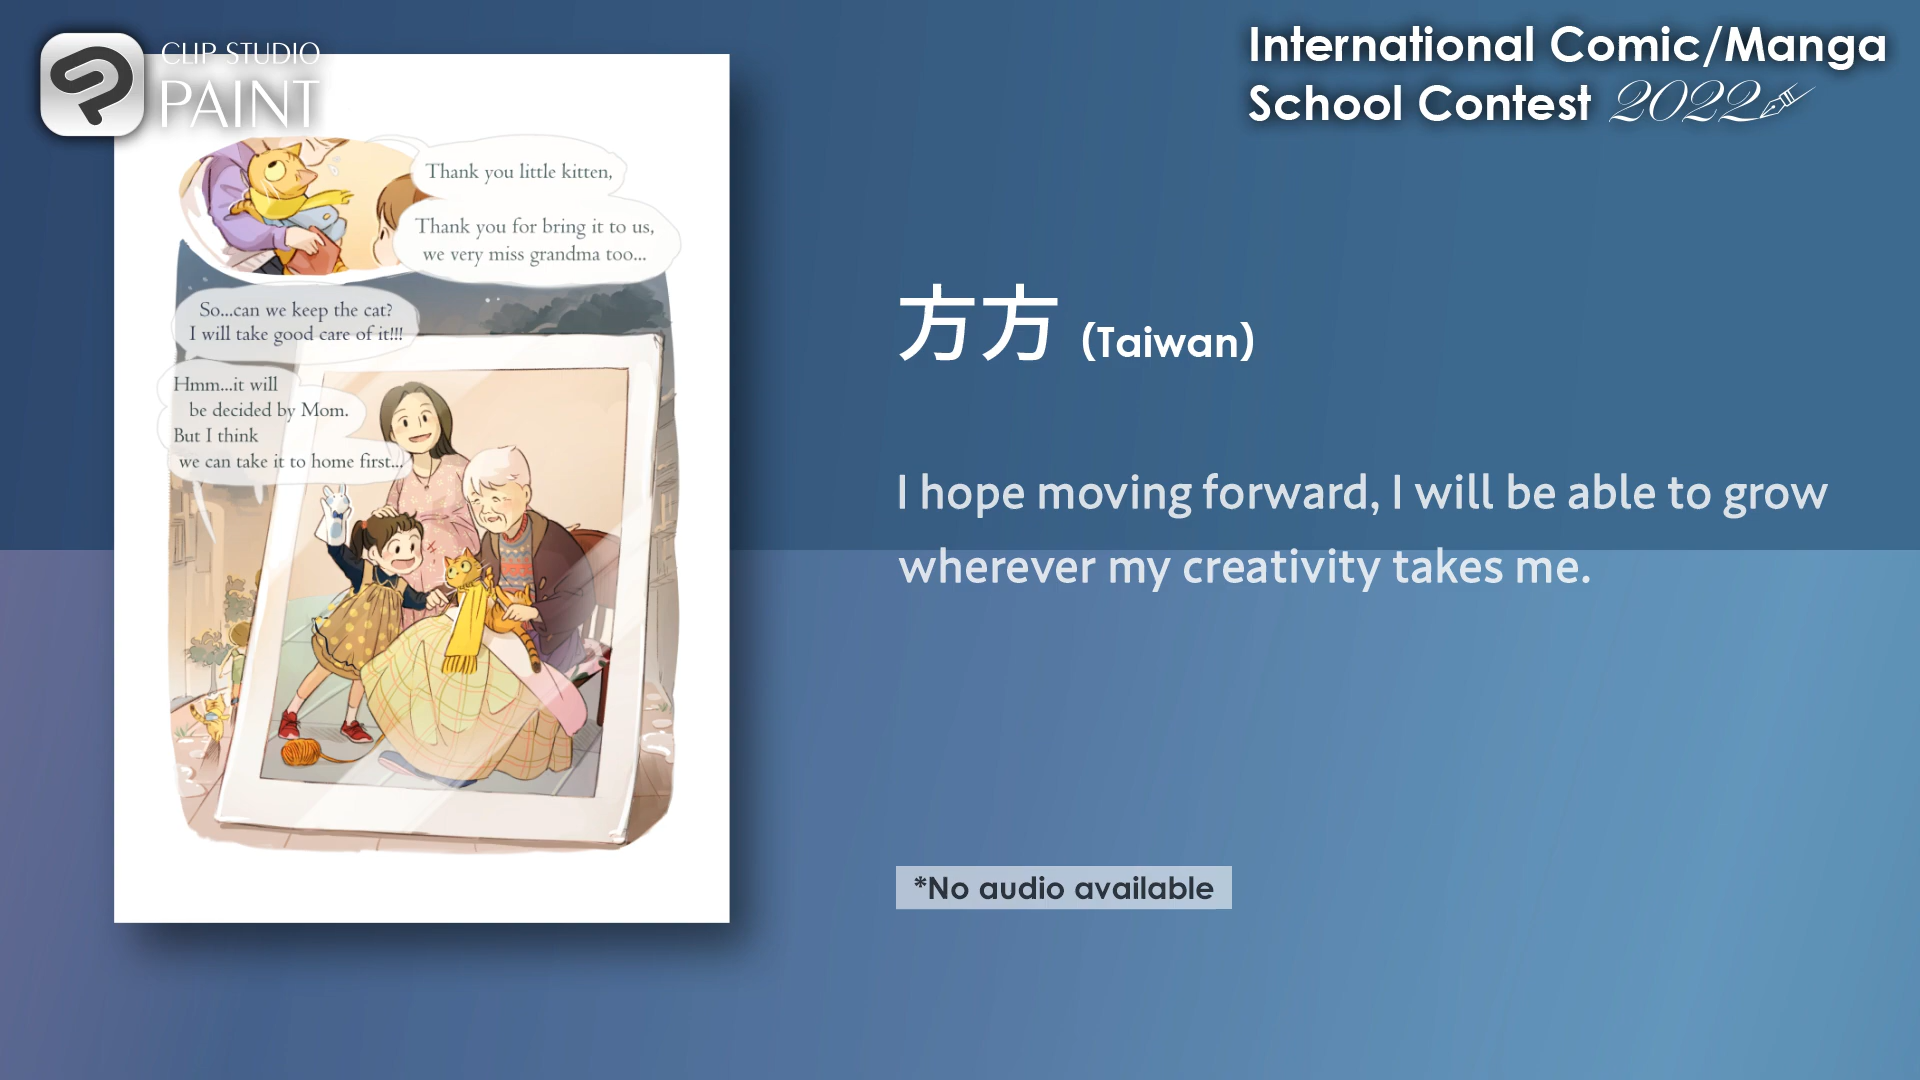 CLIP STUDIO
PAINT
International Comic/Manga
School Contest 2022
Thank you little kitten,
Thank you for bring it to us,
we very miss grandma too...
So...can we keep the cat?
I will take good care of it!!!
Hmm...it will
be decided by Mom.
But I think
we can take it to home first...
方方 (Taiwan)
I hope moving forward, I will be able to grow
wherever my creativity takes me.
*No audio available